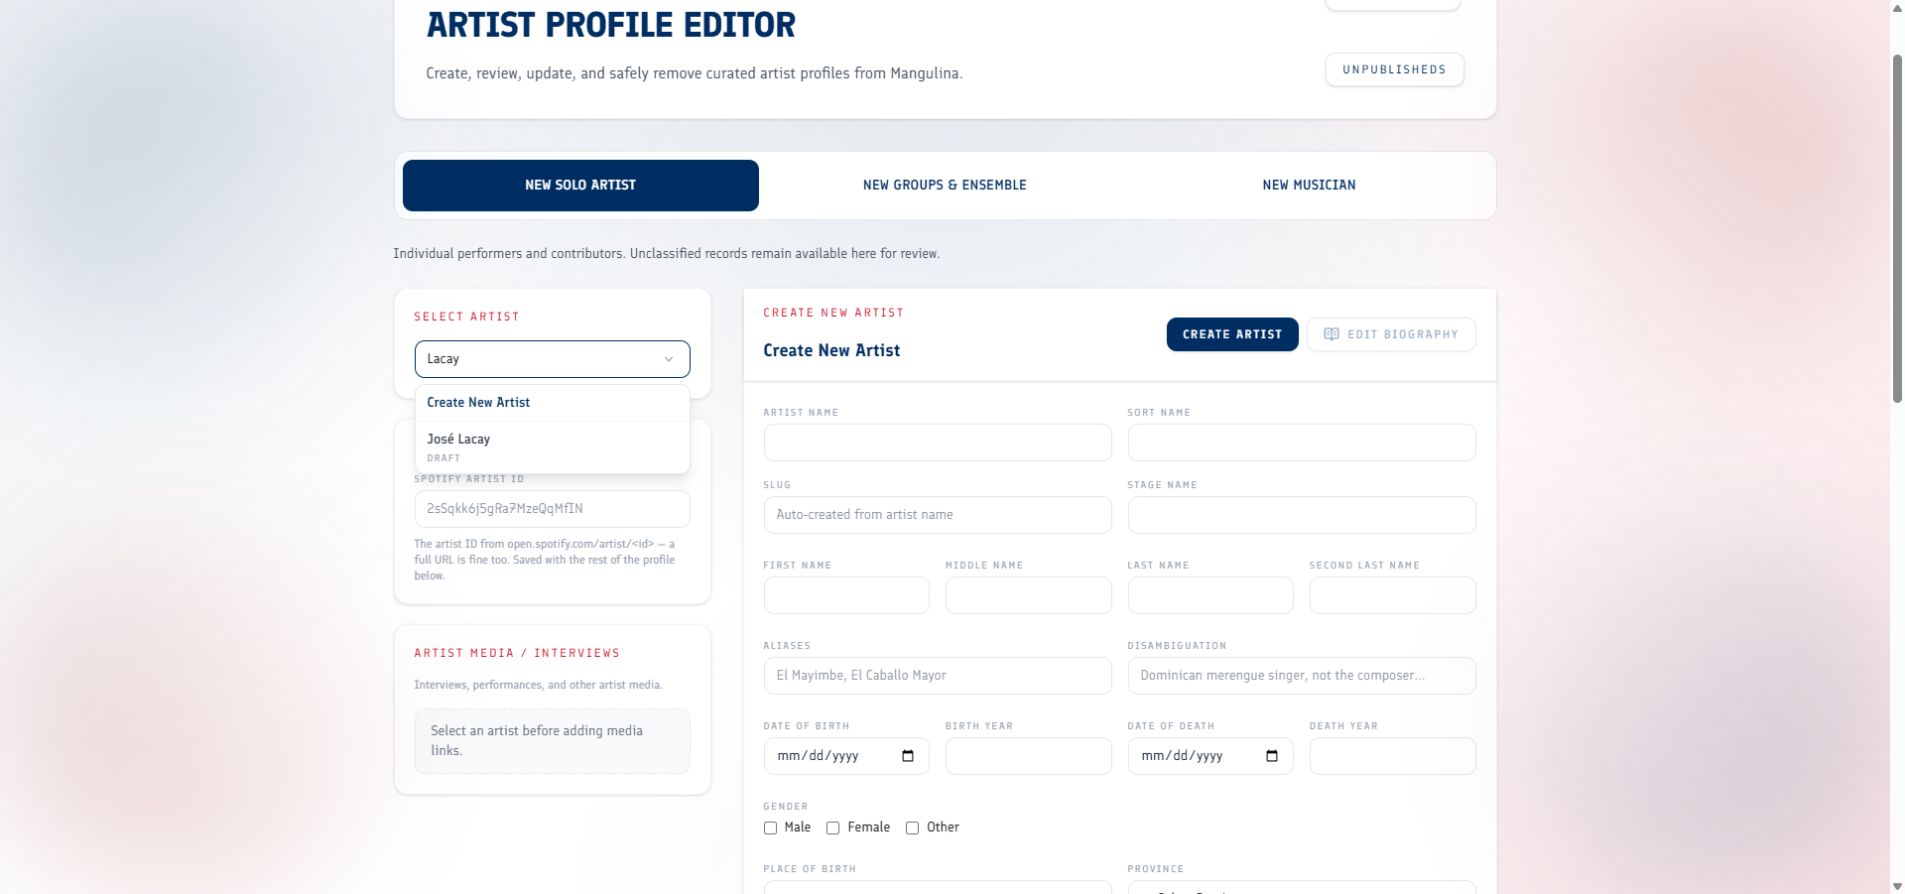 ARTIST PROFILE EDITOR
Create, review, update, and safely remove curated artist profiles from Mangulina.
UNPUBLISHEDS
NEW SOLO ARTIST
NEW GROUPS & ENSEMBLE
NEW MUSICIAN
Individual performers and contributors. Unclassified records remain available here for review.
SELECT ARTIST
Lacay
Create New Artist
José Lacay
DRAFT
SPOTIFY ARTIST ID
2sSqkk6j5gRa7MzeQqMfIN
The artist ID from open.spotify.com/artist/<id> — a
full URL is fine too. Saved with the rest of the profile
below.
ARTIST MEDIA / INTERVIEWS
Interviews, performances, and other artist media.
Select an artist before adding media
links.
CREATE NEW ARTIST
Create New Artist
CREATE ARTIST
EDIT BIOGRAPHY
ARTIST NAME
SORT NAME
SLUG
Auto-created from artist name
STAGE NAME
FIRST NAME
MIDDLE NAME
LAST NAME
SECOND LAST NAME
ALIASES
El Mayimbe, El Caballo Mayor
DISAMBIGUATION
Dominican merengue singer, not the composer...
DATE OF BIRTH
mm/dd/yyyy
BIRTH YEAR
DATE OF DEATH
mm/dd/yyyy
DEATH YEAR
GENDER
Male
Female
Other
PLACE OF BIRTH
PROVINCE